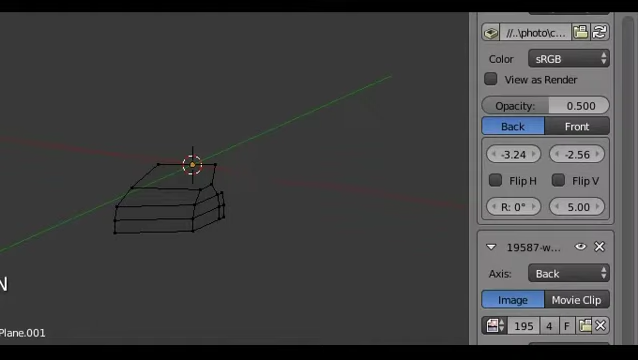 //..\photo\c...
Color sRGB
View as Render
Opacity: 0.500
Back Front
-3.24 -2.56
Flip H Flip V
R: 0° 5.00
19587-w...
Axis: Back
Image Movie Clip
N
195 4 F
Plane.001